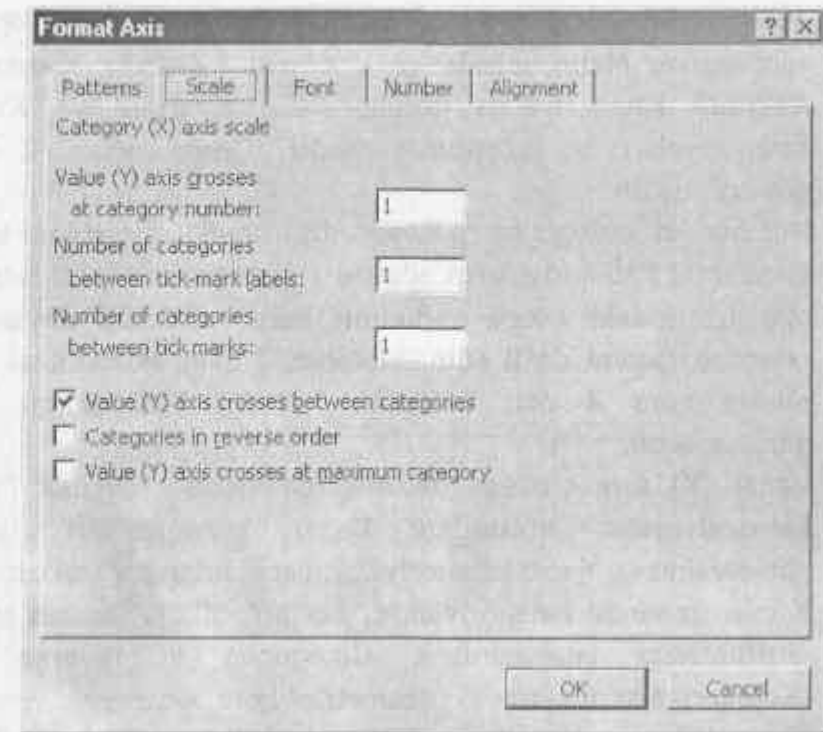 Format Axis
Patterns Scale Font Number Alignment
Category (X) axis scale
Value (Y) axis crosses
at category number: 1
Number of categories
between tick-mark labels: 1
Number of categories
between tick marks: 1
Value (Y) axis crosses between categories
Categories in reverse order
Value (Y) axis crosses at maximum category
OK Cancel